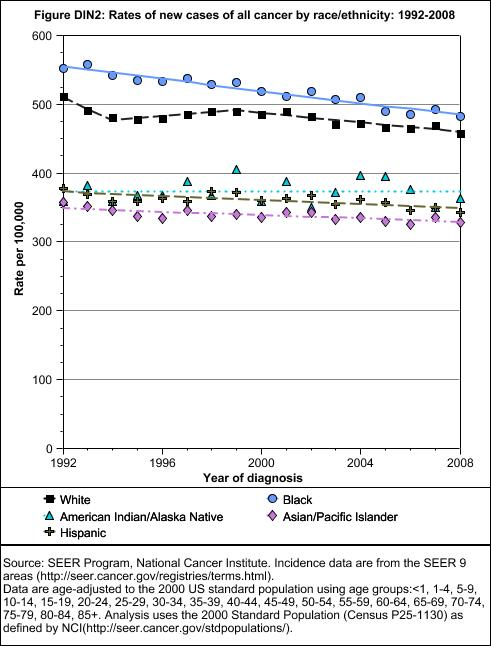 Figure DIN2: Rates of new cases of all cancer by race/ethnicity: 1992-2008
600
500
400
300
200
100
0
Rate per 100,000
1992 1996 2000 2004 2008
Year of diagnosis
White Black
American Indian/Alaska Native Asian/Pacific Islander
Hispanic
Source: SEER Program, National Cancer Institute. Incidence data are from the SEER 9
areas (http://seer.cancer.gov/registries/terms.html).
Data are age-adjusted to the 2000 US standard population using age groups:<1, 1-4, 5-9,
10-14, 15-19, 20-24, 25-29, 30-34, 35-39, 40-44, 45-49, 50-54, 55-59, 60-64, 65-69, 70-74,
75-79, 80-84, 85+. Analysis uses the 2000 Standard Population (Census P25-1130) as
defined by NCI(http://seer.cancer.gov/stdpopulations/).